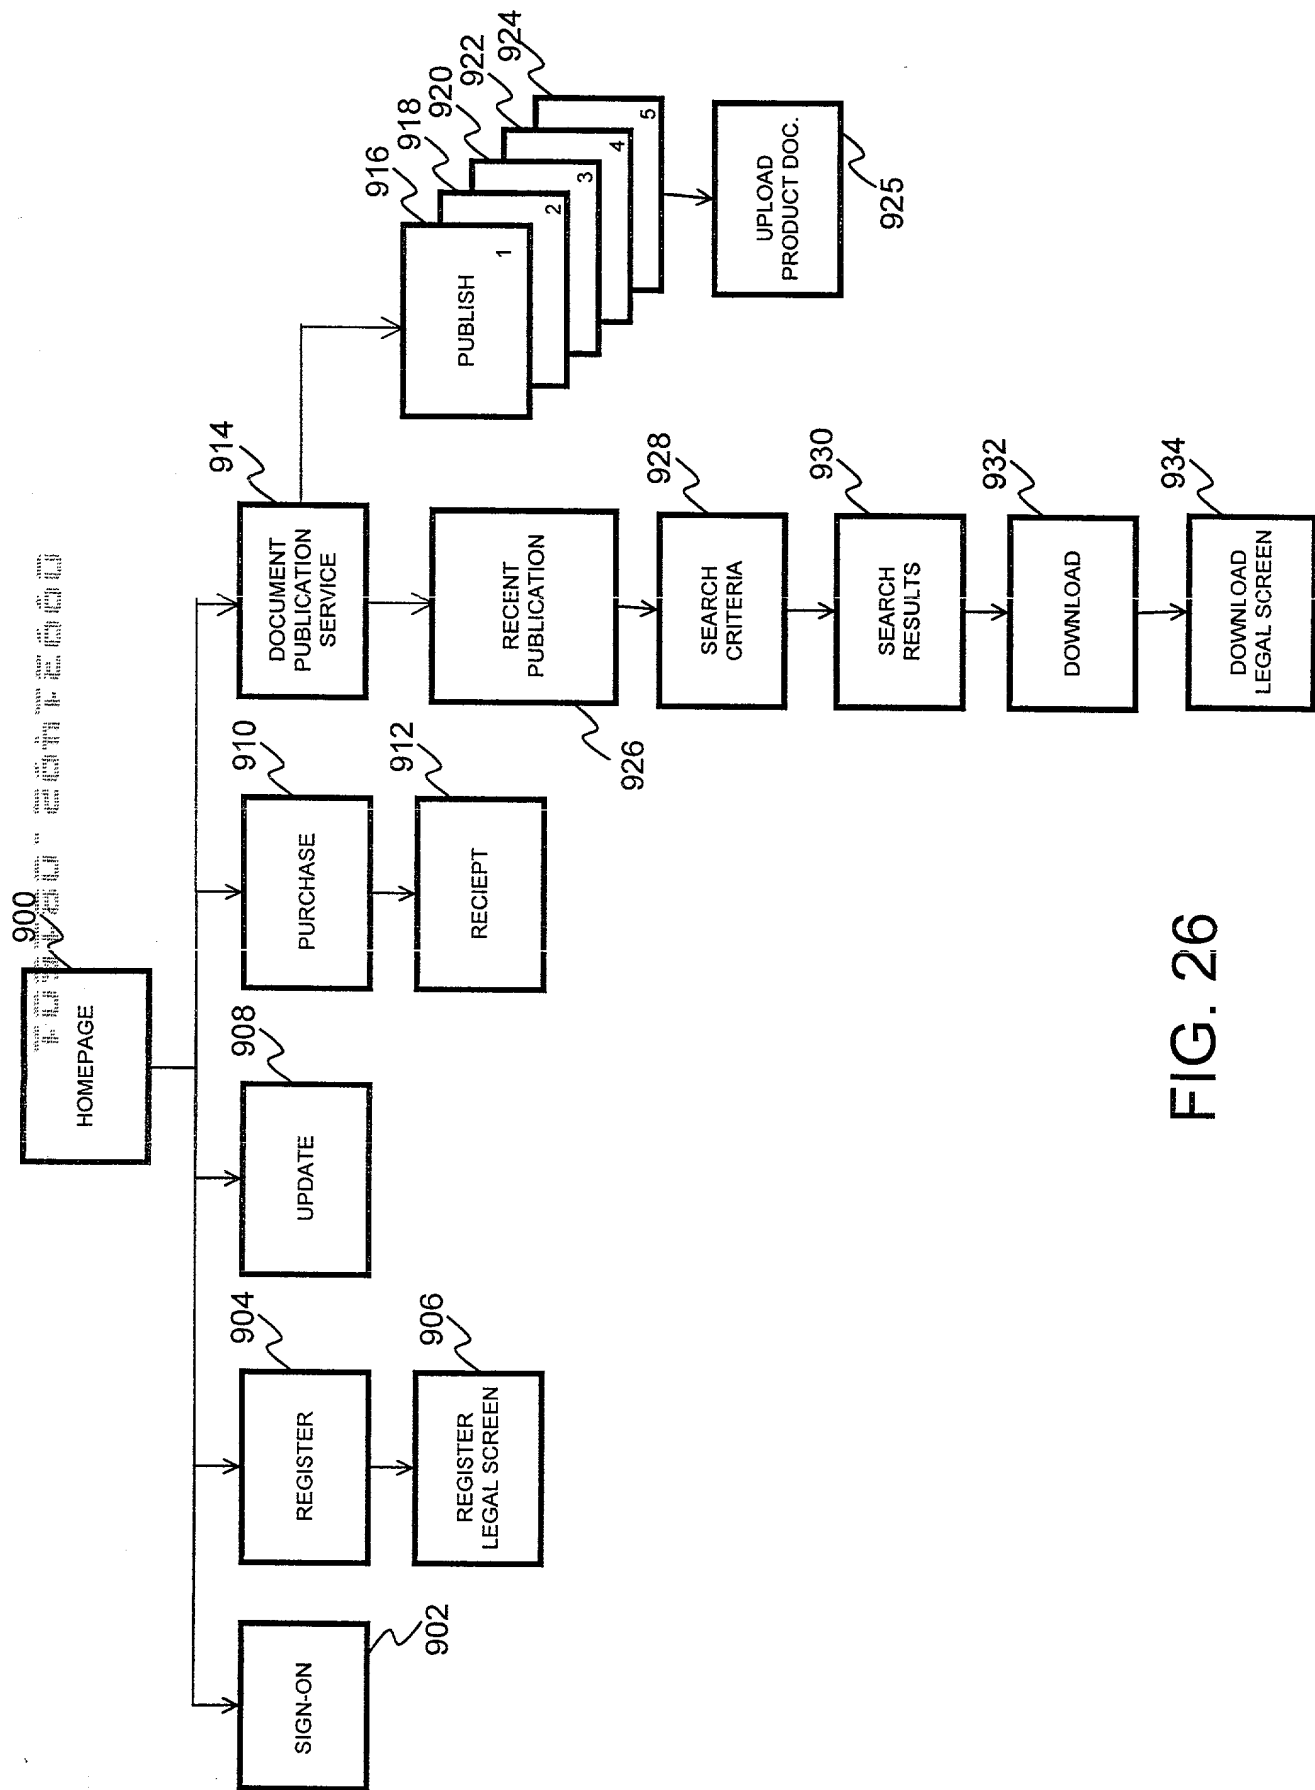 900
HOMEPAGE
902
SIGN-ON
904
REGISTER
906
REGISTER
LEGAL SCREEN
908
UPDATE
910
PURCHASE
912
RECIEPT
914
DOCUMENT
PUBLICATION
SERVICE
916
PUBLISH
1
918
2
920
3
922
4
924
5
UPLOAD
PRODUCT DOC.
925
RECENT
PUBLICATION
926
928
SEARCH
CRITERIA
930
SEARCH
RESULTS
932
DOWNLOAD
934
DOWNLOAD
LEGAL SCREEN
FIG. 26